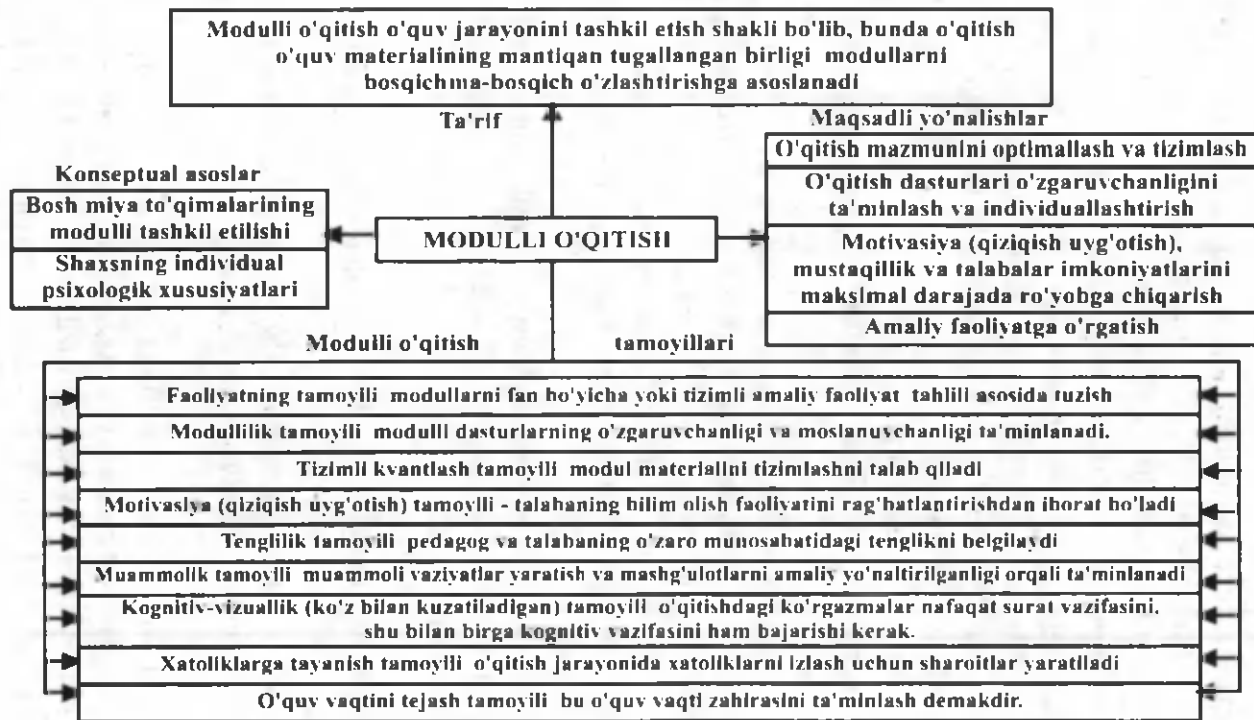 Modulli o'qitish o'quv jarayonini tashkil etish shakli bo'lib, bunda o'qitish
o'quv materialining mantiqan tugallangan birligi modullarni
bosqichma-bosqich o'zlashtirishga asoslanadi
Ta'rif
Maqsadli yo'nalishlar
O'qitish mazmunini optimallash va tizimlash
O'qitish dasturlari o'zgaruvchanligini
ta'minlash va individuallashtirish
Motivasiya (qiziqish uyg'otish),
mustaqillik va talabalar imkoniyatlarini
maksimal darajada ro'yobga chiqarish
Amaliy faoliyatga o'rgatish
Konseptual asoslar
Bosh miya to'qimalarining
modulli tashkil etilishi
Shaxsning individual
psixologik xususiyatlari
MODULLI O'QITISH
Modulli o'qitish tamoyillari
Faoliyatning tamoyili modullarni fan bo'yicha yoki tizimli amaliy faoliyat tahlili asosida tuzish
Modullilik tamoyili modulli dasturlarning o'zgaruvchanligi va moslanuvchanligi ta'minlanadi.
Tizimli kvantlash tamoyili modul materialini tizimlashni talab qiladi
Motivasiya (qiziqish uyg'otish) tamoyili - talabaning bilim olish faoliyatini rag'batlantirishdan iborat bo'ladi
Tenglilik tamoyili pedagog va talabaning o'zaro munosabatidagi tenglikni belgilaydi
Muammolik tamoyili muammoli vaziyatlar yaratish va mashg'ulotlarni amaliy yo'naltirilganligi orqali ta'minlanadi
Kognitiv-vizuallik (ko'z bilan kuzatiladigan) tamoyili o'qitishdagi ko'rgazmalar nafaqat surat vazifasini,
shu bilan birga kognitiv vazifasini ham bajarishi kerak.
Xatoliklarga tayanish tamoyili o'qitish jarayonida xatoliklarni izlash uchun sharoitlar yaratiladi
O'quv vaqtini tejash tamoyili bu o'quv vaqti zahirasini ta'minlash demakdir.